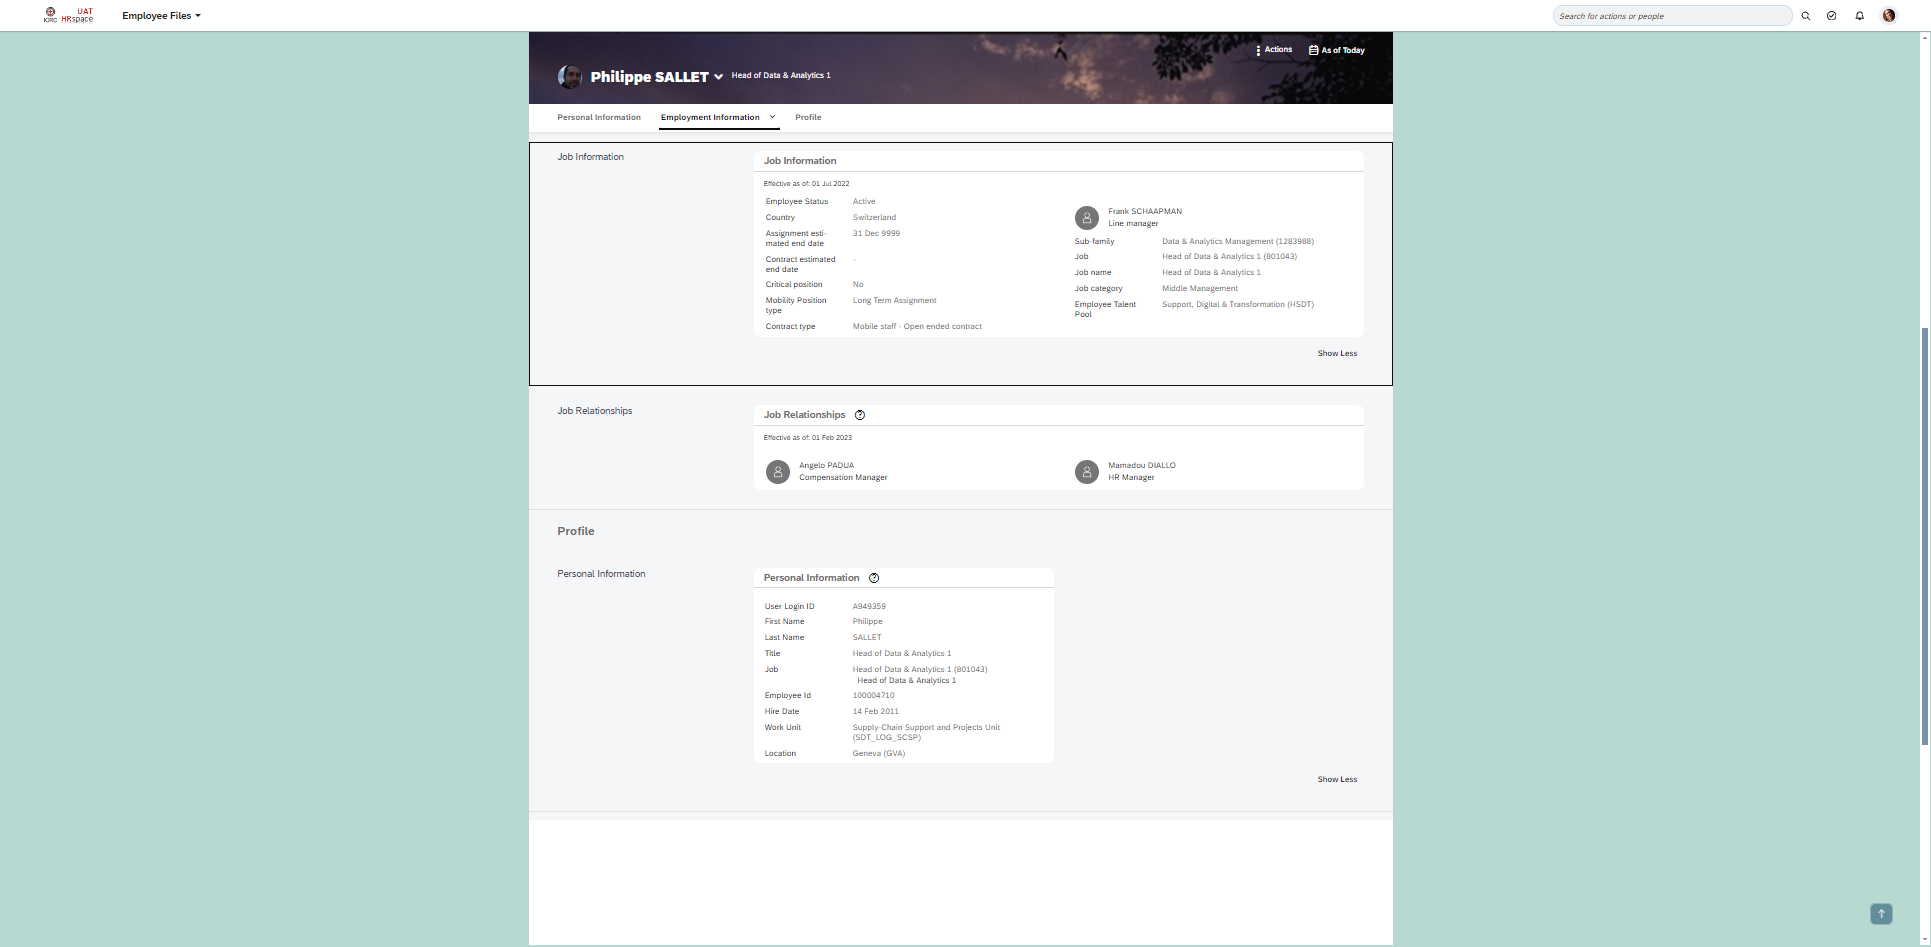 ICRC
UAT
HRspace
Employee Files
Search for actions or people
Actions
As of Today
Philippe SALLET
Head of Data & Analytics 1
Personal Information
Employment Information
Profile
Job Information
Job Information
Effective as of: 01 Jul 2022
Employee Status
Active
Country
Switzerland
Assignment esti-
mated end date
31 Dec 9999
Contract estimated
end date
-
Critical position
No
Mobility Position
type
Long Term Assignment
Contract type
Mobile staff - Open ended contract
Frank SCHAAPMAN
Line manager
Sub-family
Data & Analytics Management (1283988)
Job
Head of Data & Analytics 1 (801043)
Job name
Head of Data & Analytics 1
Job category
Middle Management
Employee Talent
Pool
Support, Digital & Transformation (HSDT)
Show Less
Job Relationships
Job Relationships
Effective as of: 01 Feb 2023
Angelo PADUA
Compensation Manager
Mamadou DIALLO
HR Manager
Profile
Personal Information
Personal Information
User Login ID
A949359
First Name
Philippe
Last Name
SALLET
Title
Head of Data & Analytics 1
Job
Head of Data & Analytics 1 (801043)
Head of Data & Analytics 1
Employee Id
100004710
Hire Date
14 Feb 2011
Work Unit
Supply-Chain Support and Projects Unit
(SDT_LOG_SCSP)
Location
Geneva (GVA)
Show Less